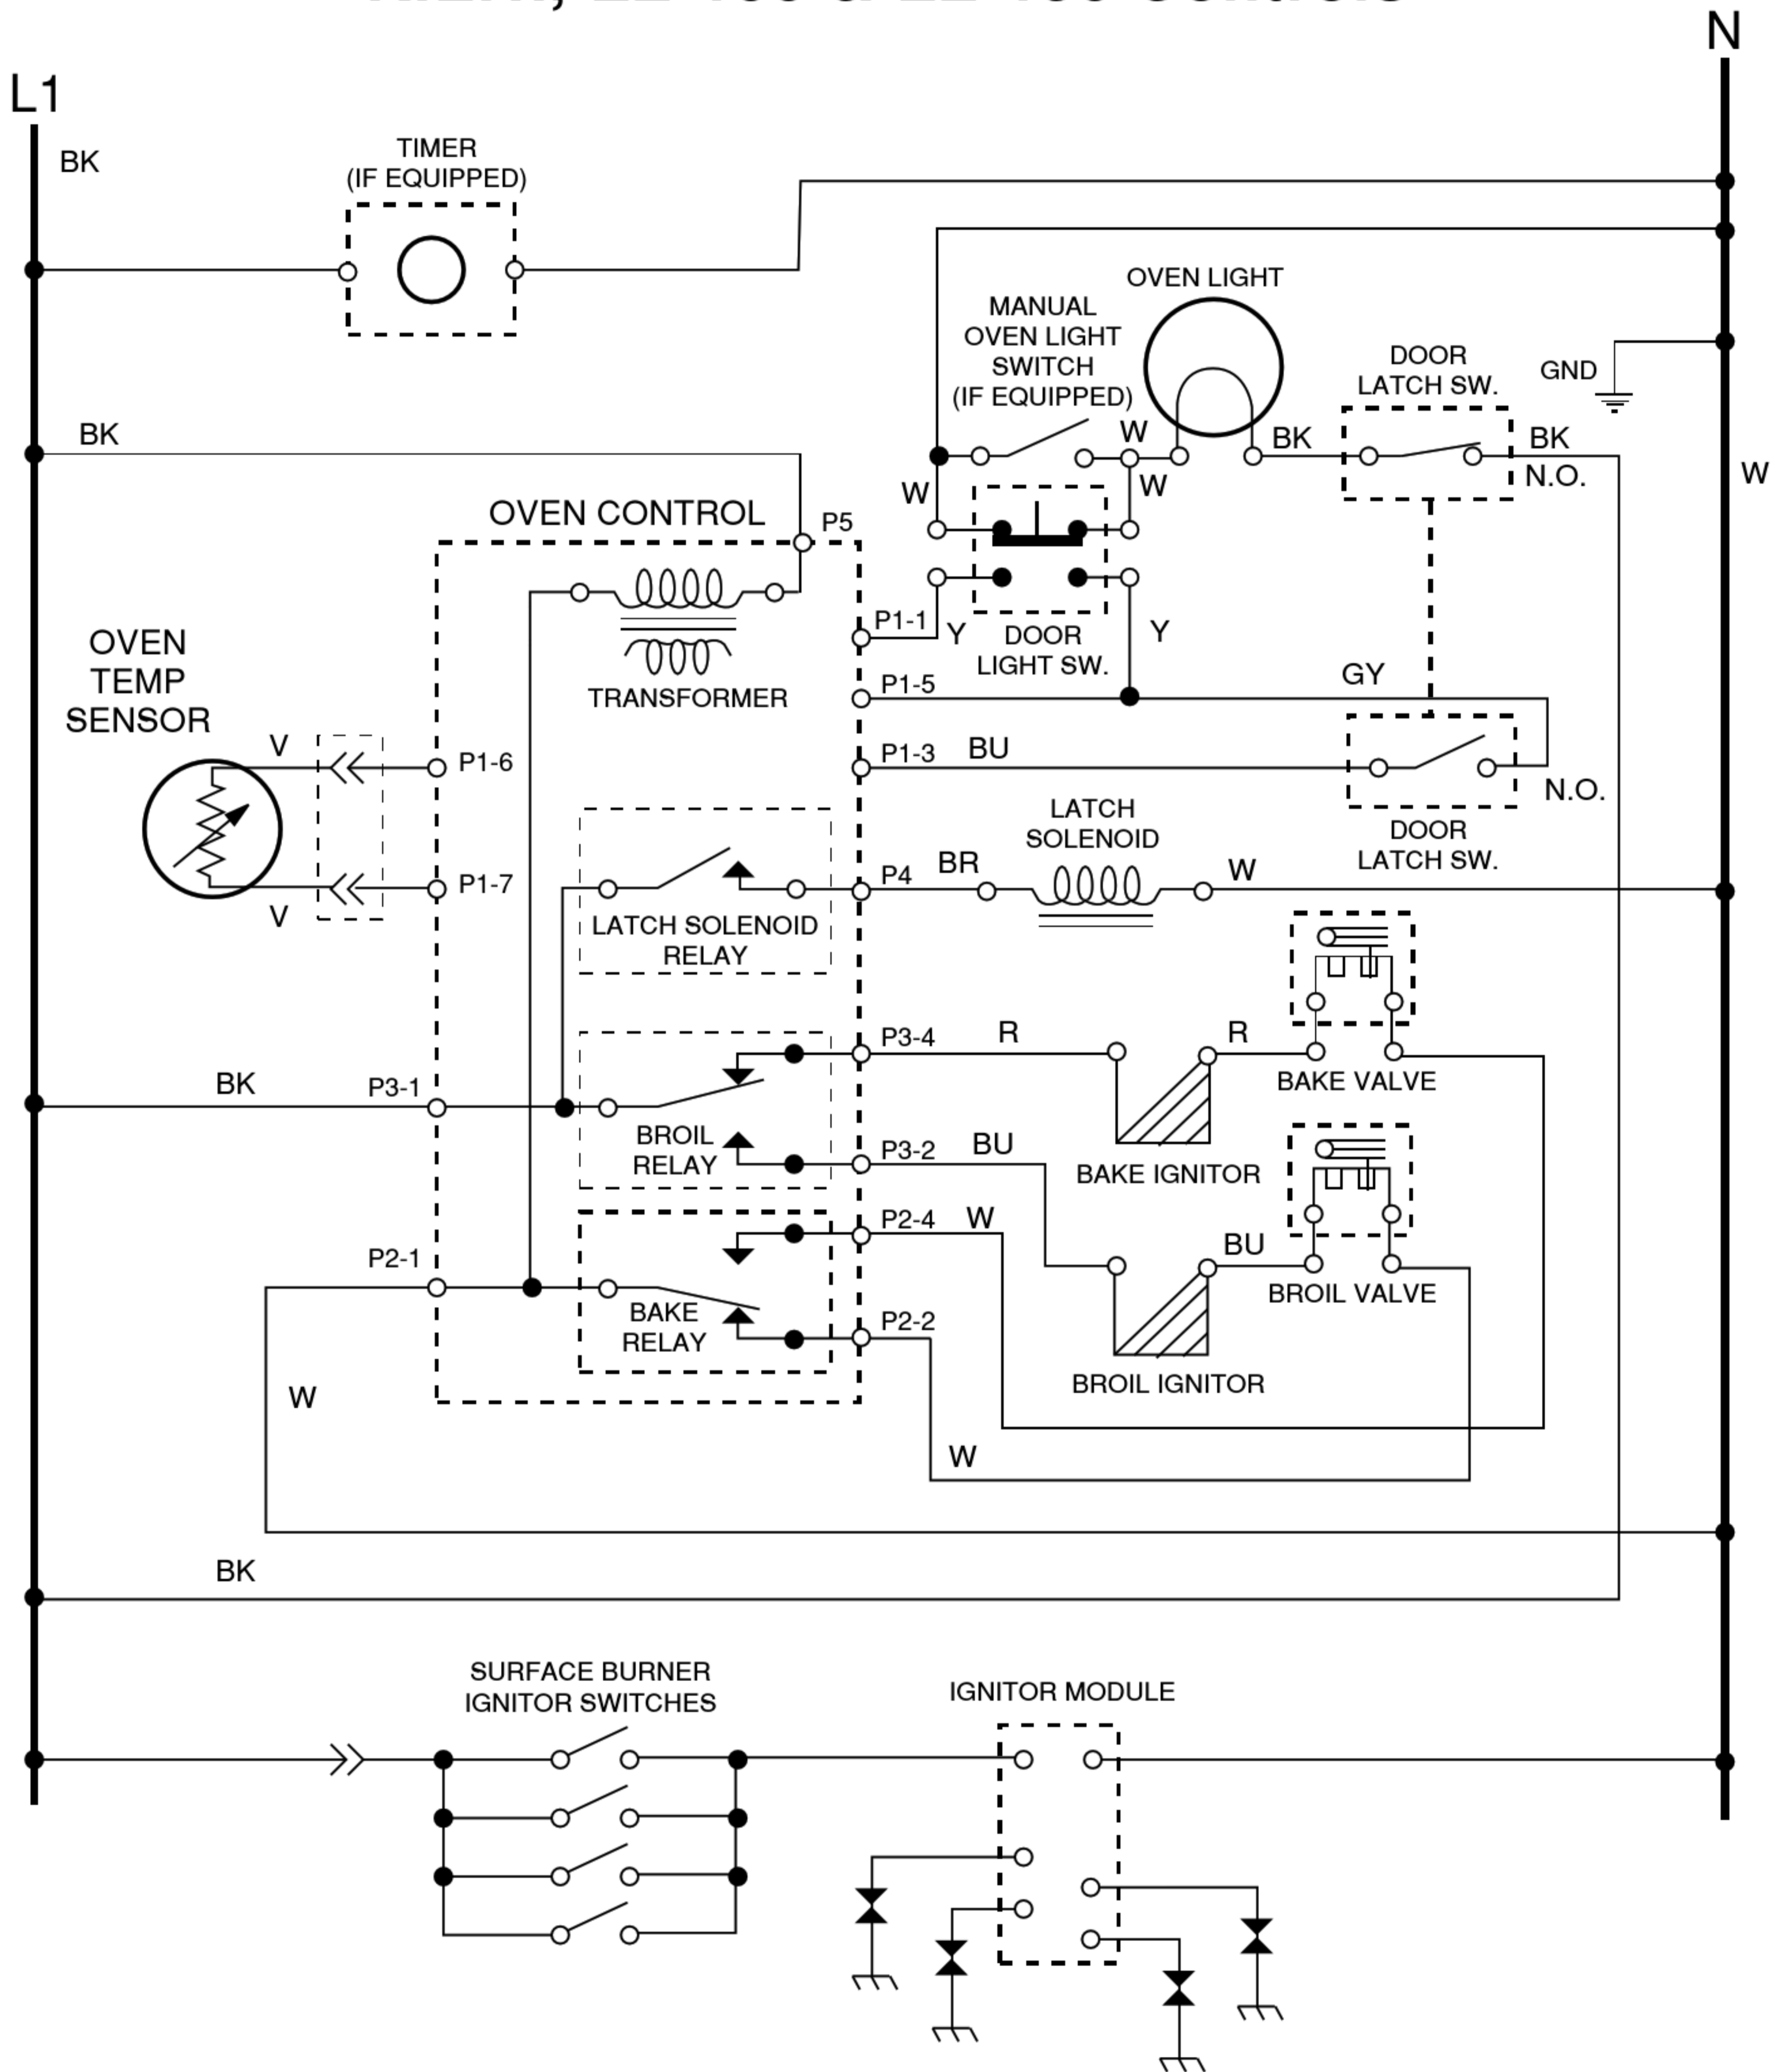 N
L1
BK
TIMER
(IF EQUIPPED)
OVEN LIGHT
MANUAL
OVEN LIGHT
SWITCH
(IF EQUIPPED)
DOOR
LATCH SW.
GND
BK
W
BK
BK
N.O.
W
W
W
OVEN CONTROL
P5
P1-1
Y
DOOR
LIGHT SW.
Y
OVEN
TEMP
SENSOR
TRANSFORMER
P1-5
GY
V
P1-6
P1-3
BU
N.O.
LATCH
SOLENOID
DOOR
LATCH SW.
P1-7
V
P4
BR
W
LATCH SOLENOID
RELAY
P3-4
R
R
BAKE VALVE
BK
P3-1
BROIL
RELAY
P3-2
BU
BAKE IGNITOR
P2-4
W
BU
P2-1
BROIL VALVE
BAKE
RELAY
P2-2
BROIL IGNITOR
W
W
BK
SURFACE BURNER
IGNITOR SWITCHES
IGNITOR MODULE